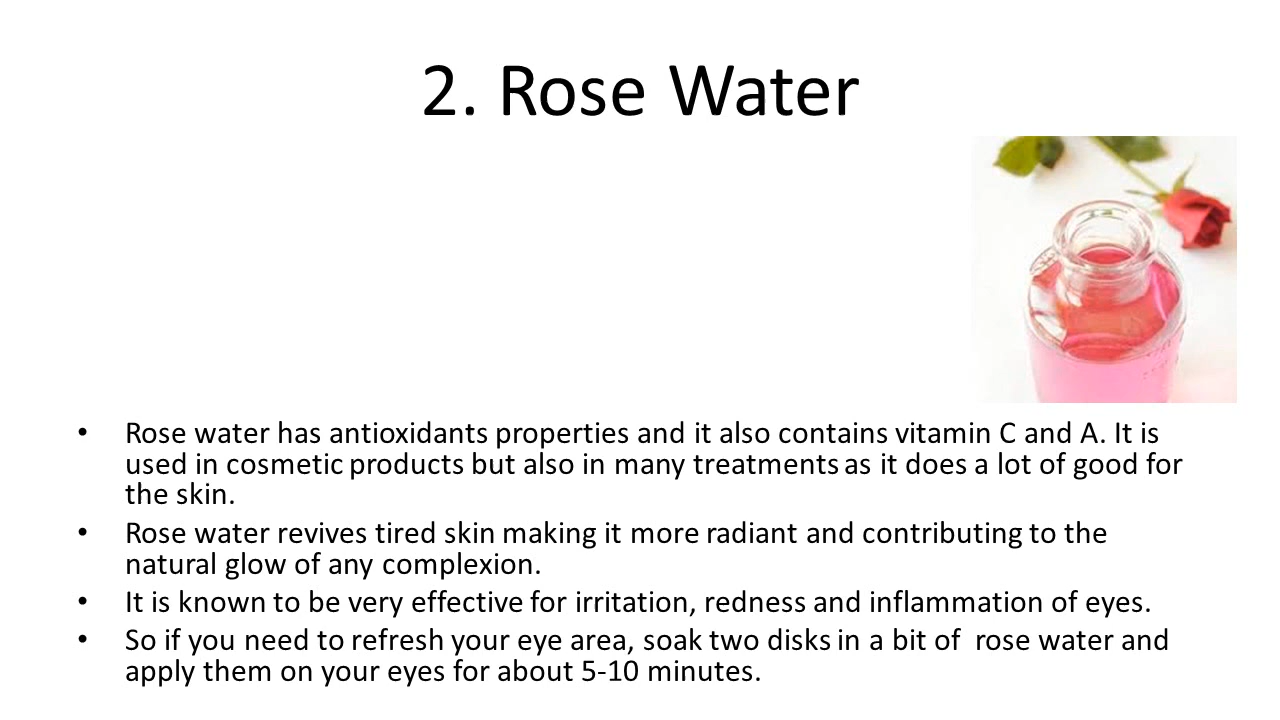 2. Rose Water
• Rose water has antioxidants properties and it also contains vitamin C and A. It is
used in cosmetic products but also in many treatments as it does a lot of good for
the skin.
• Rose water revives tired skin making it more radiant and contributing to the
natural glow of any complexion.
• It is known to be very effective for irritation, redness and inflammation of eyes.
• So if you need to refresh your eye area, soak two disks in a bit of  rose water and
apply them on your eyes for about 5-10 minutes.